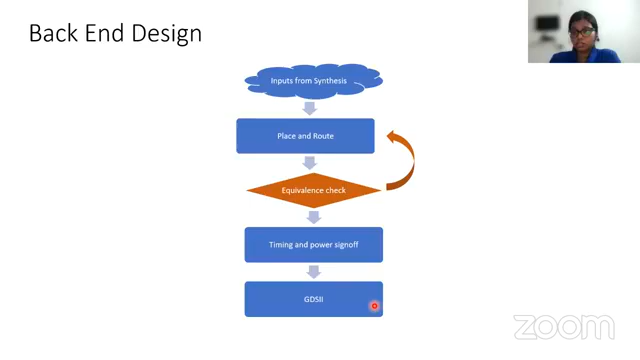 Back End Design
Inputs from Synthesis
Place and Route
Equivalence check
Timing and power signoff
GDSII
zoom